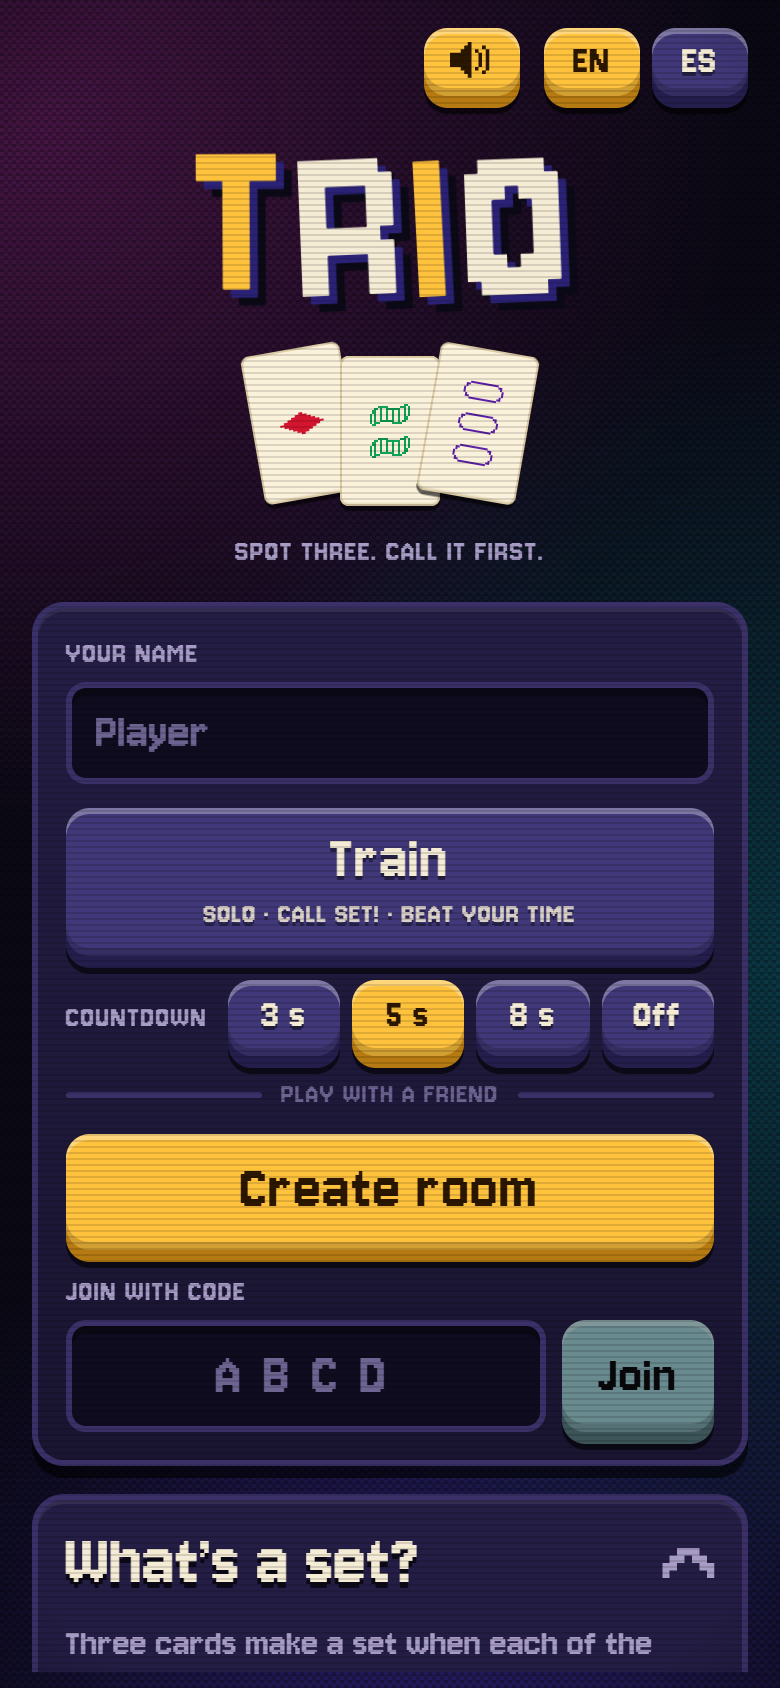 EN ES
TRIO
SPOT THREE. CALL IT FIRST.
YOUR NAME
Player
Train
SOLO · CALL SET! · BEAT YOUR TIME
COUNTDOWN 3 s 5 s 8 s Off
PLAY WITH A FRIEND
Create room
JOIN WITH CODE
A B C D Join
What's a set?
Three cards make a set when each of the